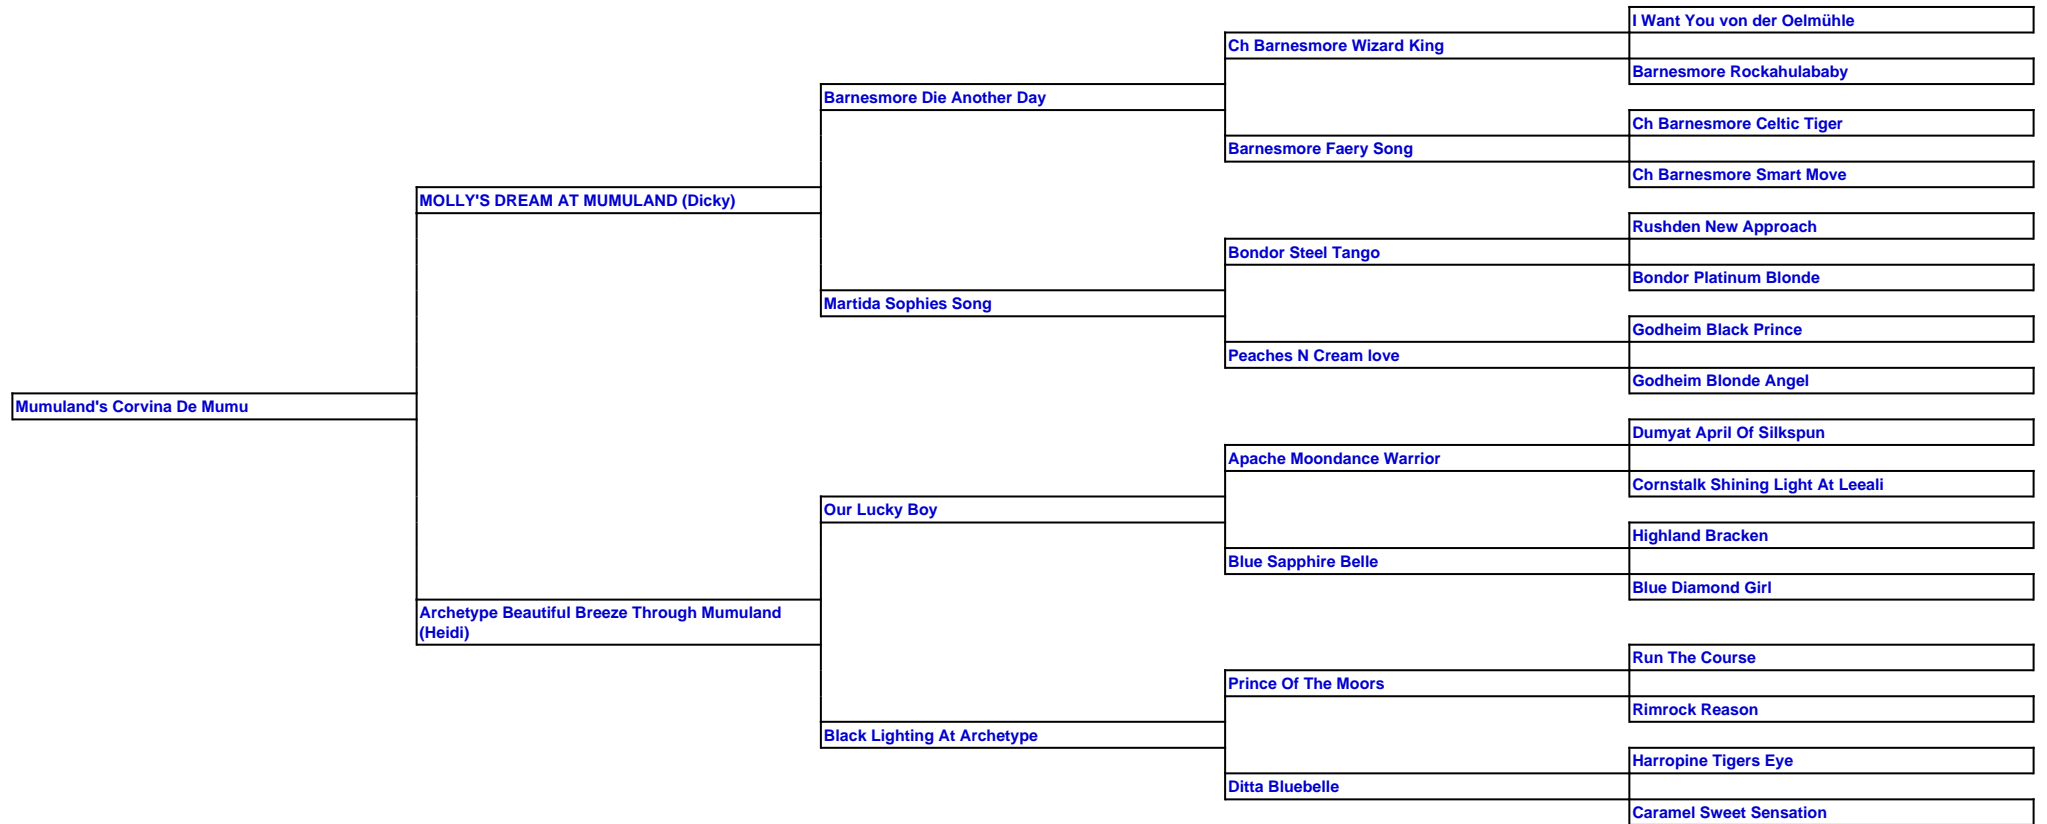 I Want You von der Oelmühle
Ch Barnesmore Wizard King
Barnesmore Rockahulababy
Barnesmore Die Another Day
Ch Barnesmore Celtic Tiger
Barnesmore Faery Song
Ch Barnesmore Smart Move
MOLLY'S DREAM AT MUMULAND (Dicky)
Rushden New Approach
Bondor Steel Tango
Bondor Platinum Blonde
Martida Sophies Song
Godheim Black Prince
Peaches N Cream love
Godheim Blonde Angel
Mumuland's Corvina De Mumu
Dumyat April Of Silkspun
Apache Moondance Warrior
Cornstalk Shining Light At Leeali
Our Lucky Boy
Highland Bracken
Blue Sapphire Belle
Blue Diamond Girl
Archetype Beautiful Breeze Through Mumuland
(Heidi)
Run The Course
Prince Of The Moors
Rimrock Reason
Black Lighting At Archetype
Harropine Tigers Eye
Ditta Bluebelle
Caramel Sweet Sensation